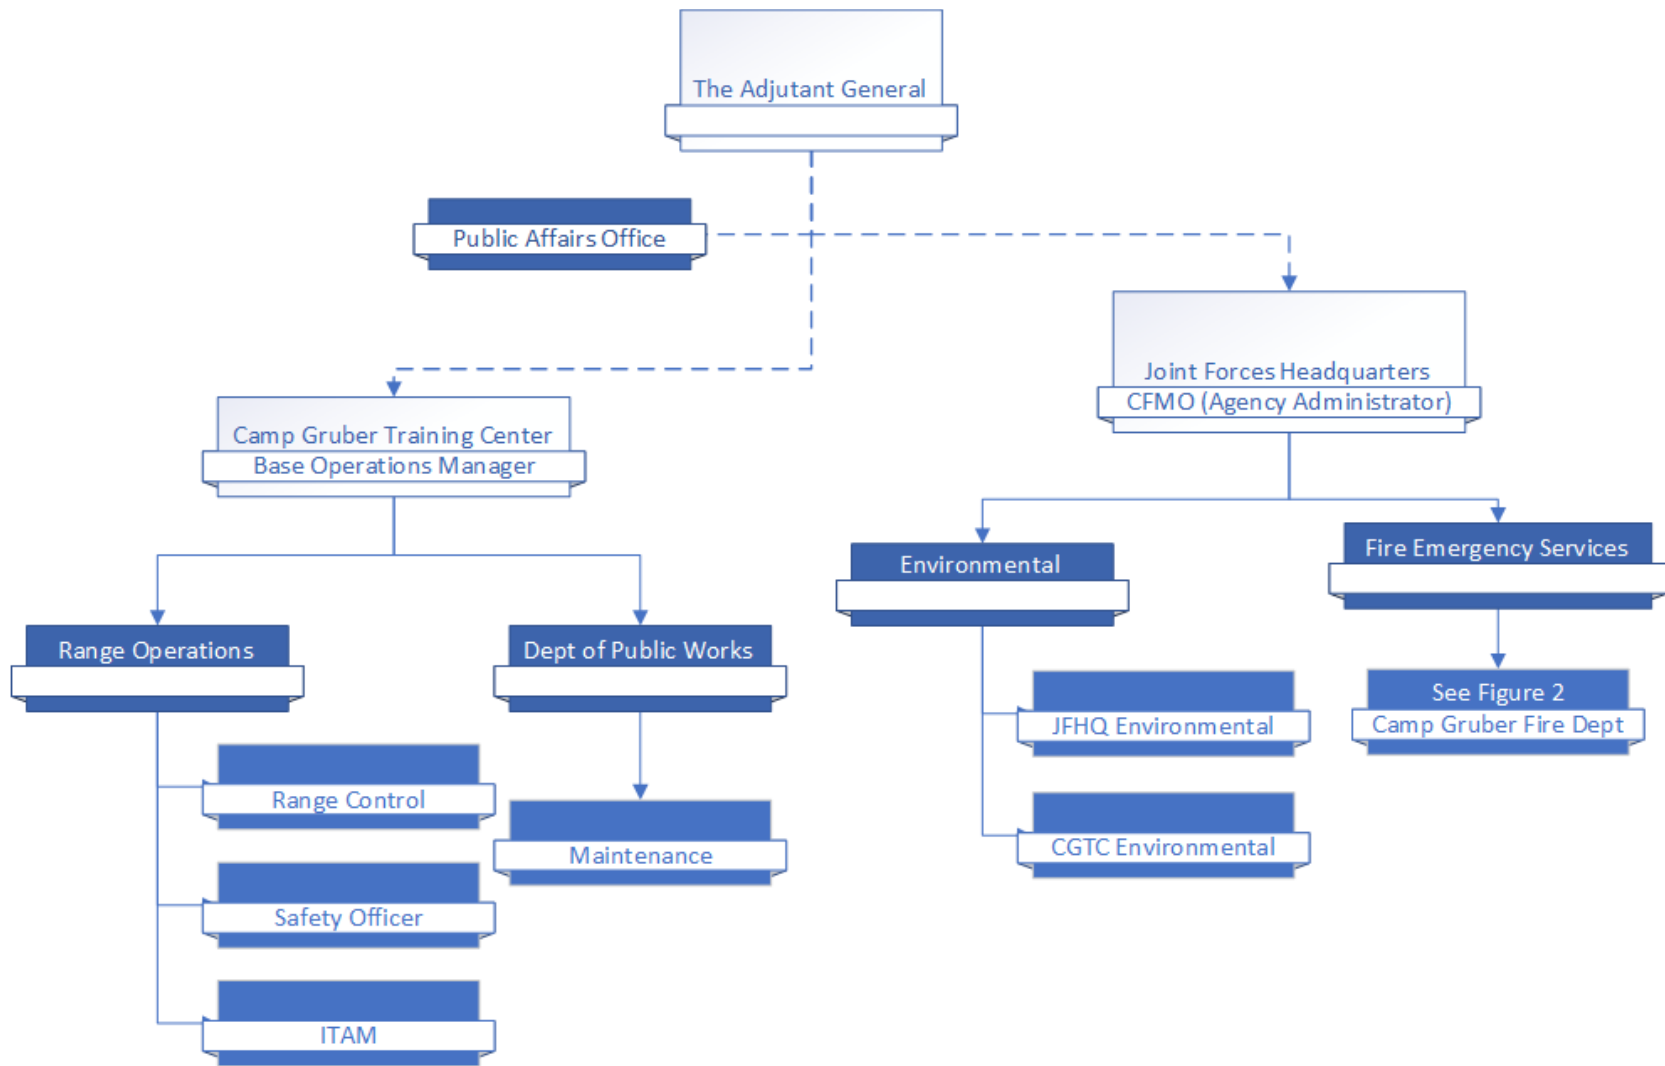 The Adjutant General
Public Affairs Office
Joint Forces Headquarters
CFMO (Agency Administrator)
Camp Gruber Training Center
Base Operations Manager
Environmental
Fire Emergency Services
Range Operations
Dept of Public Works
See Figure 2
Camp Gruber Fire Dept
JFHQ Environmental
Range Control
Maintenance
CGTC Environmental
Safety Officer
ITAM